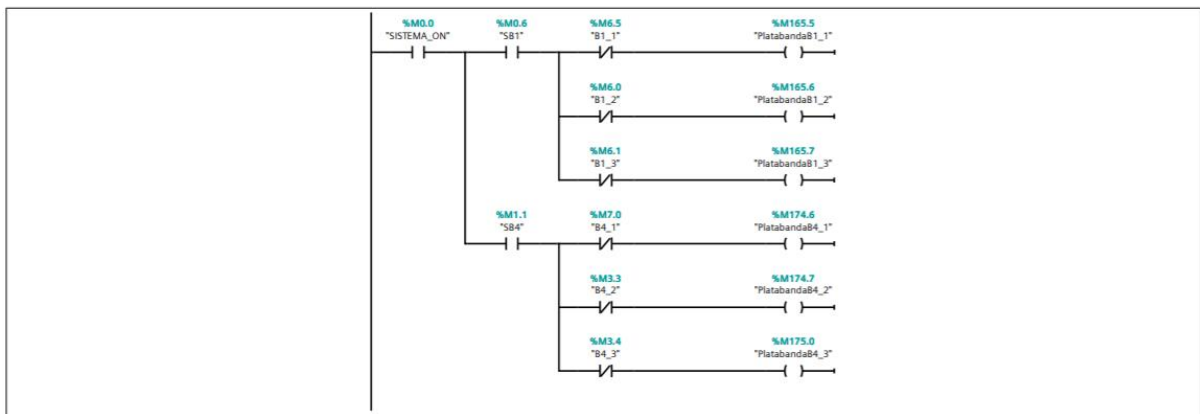 %M0.0 %M0.6 %M6.5 %M165.5
"SISTEMA_ON" "SB1" "B1_1" "PlatabandaB1_1"
%M6.0 %M165.6
"B1_2" "PlatabandaB1_2"
%M6.1 %M165.7
"B1_3" "PlatabandaB1_3"
%M1.1 %M7.0 %M174.6
"SB4" "B4_1" "PlatabandaB4_1"
%M3.3 %M174.7
"B4_2" "PlatabandaB4_2"
%M3.4 %M175.0
"B4_3" "PlatabandaB4_3"